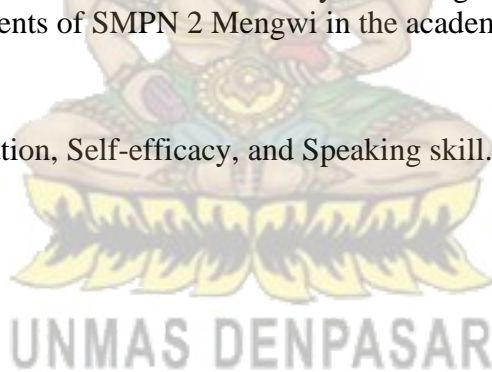 ents of SMPN 2 Mengwi in the academ
tion, Self-efficacy, and Speaking skill.
UNMAS DENPASAR